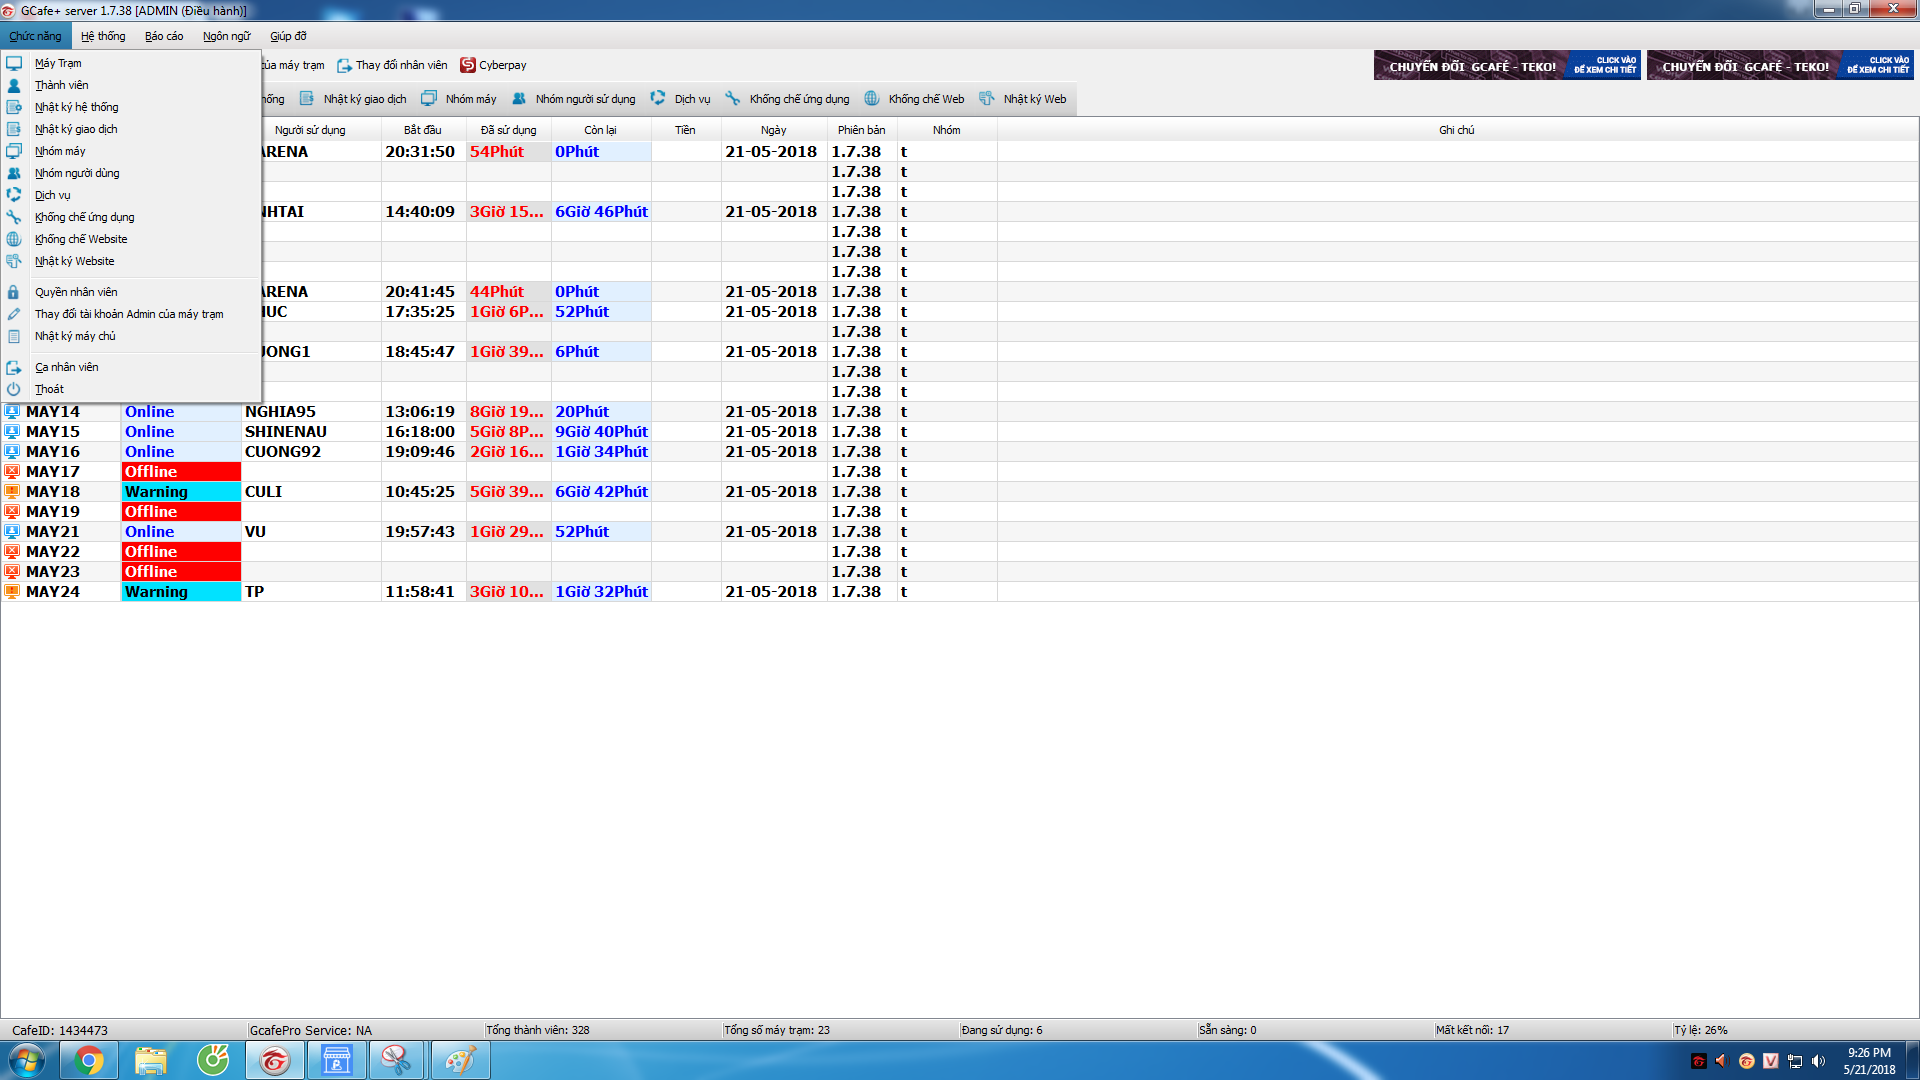 GCafe+ server 1.7.38 [ADMIN (Điều hành)]
Chức năng Hệ thống Báo cáo Ngôn ngữ Giúp đỡ
của máy trạm Thay đổi nhân viên Cyberpay
CHUYỂN ĐỔI GCAFÉ - TEKO! CLICK VÀO ĐỂ XEM CHI TIẾT
CHUYỂN ĐỔI GCAFÉ - TEKO! CLICK VÀO ĐỂ XEM CHI TIẾT
hống Nhật ký giao dịch Nhóm máy Nhóm người sử dụng Dịch vụ Khống chế ứng dụng Khống chế Web Nhật ký Web
Máy Trạm
Thành viên
Nhật ký hệ thống
Nhật ký giao dịch
Nhóm máy
Nhóm người dùng
Dịch vụ
Khống chế ứng dụng
Khống chế Website
Nhật ký Website
Quyền nhân viên
Thay đổi tài khoản Admin của máy trạm
Nhật ký máy chủ
Ca nhân viên
Thoát
Người sử dụng Bắt đầu Đã sử dụng Còn lại Tiền Ngày Phiên bản Nhóm Ghi chú
ARENA 20:31:50 54Phút 0Phút 21-05-2018 1.7.38 t
1.7.38 t
1.7.38 t
NHTAI 14:40:09 3Giờ 15... 6Giờ 46Phút 21-05-2018 1.7.38 t
1.7.38 t
1.7.38 t
1.7.38 t
ARENA 20:41:45 44Phút 0Phút 21-05-2018 1.7.38 t
HUC 17:35:25 1Giờ 6P... 52Phút 21-05-2018 1.7.38 t
1.7.38 t
UONG1 18:45:47 1Giờ 39... 6Phút 21-05-2018 1.7.38 t
1.7.38 t
1.7.38 t
MAY14 Online NGHIA95 13:06:19 8Giờ 19... 20Phút 21-05-2018 1.7.38 t
MAY15 Online SHINENAU 16:18:00 5Giờ 8P... 9Giờ 40Phút 21-05-2018 1.7.38 t
MAY16 Online CUONG92 19:09:46 2Giờ 16... 1Giờ 34Phút 21-05-2018 1.7.38 t
MAY17 Offline 1.7.38 t
MAY18 Warning CULI 10:45:25 5Giờ 39... 6Giờ 42Phút 21-05-2018 1.7.38 t
MAY19 Offline 1.7.38 t
MAY21 Online VU 19:57:43 1Giờ 29... 52Phút 21-05-2018 1.7.38 t
MAY22 Offline 1.7.38 t
MAY23 Offline 1.7.38 t
MAY24 Warning TP 11:58:41 3Giờ 10... 1Giờ 32Phút 21-05-2018 1.7.38 t
CafeID: 1434473 GcafePro Service: NA Tổng thành viên: 328 Tổng số máy trạm: 23 Đang sử dụng: 6 Sẵn sàng: 0 Mất kết nối: 17 Tỷ lệ: 26%
9:26 PM
5/21/2018